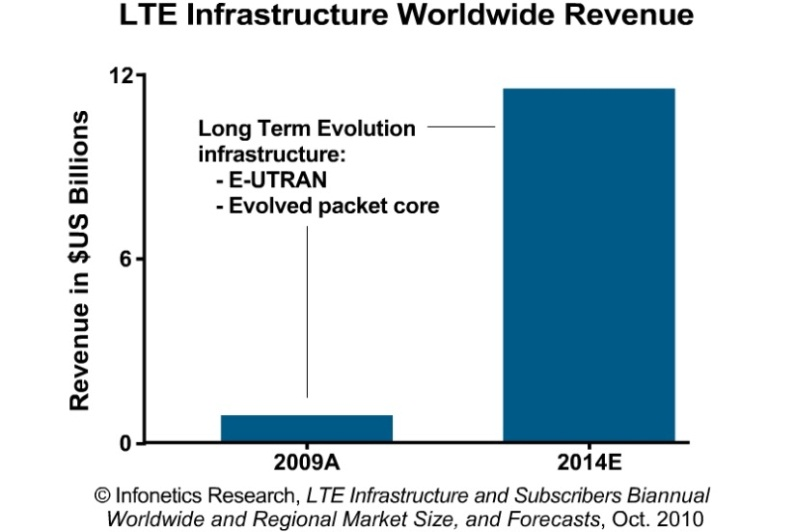 LTE Infrastructure Worldwide Revenue
12
Long Term Evolution
infrastructure:
- E-UTRAN
- Evolved packet core
Revenue in $US Billions
6
0
2009A 2014E
© Infonetics Research, LTE Infrastructure and Subscribers Biannual
Worldwide and Regional Market Size, and Forecasts, Oct. 2010